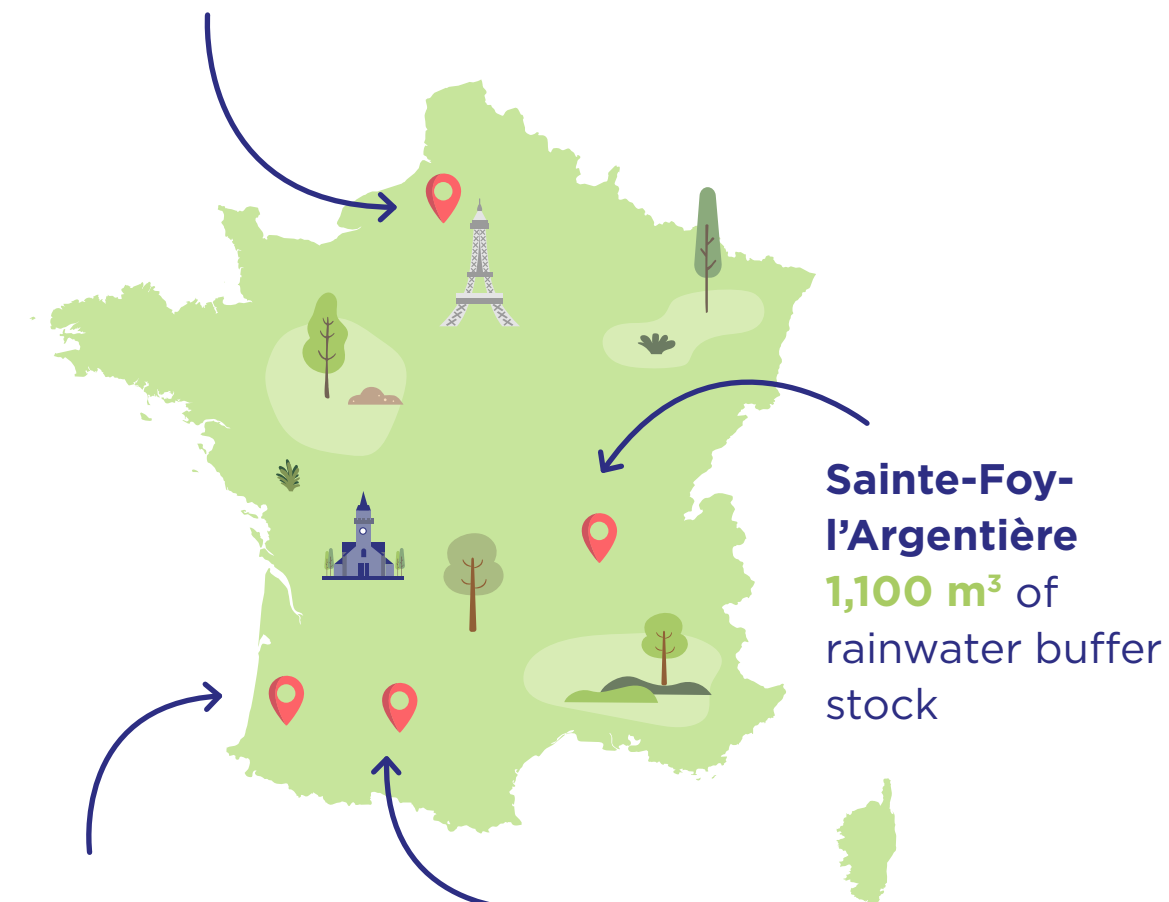 Sainte-Foy-
l’Argentière
1,100 m³ of
rainwater buffer
stock